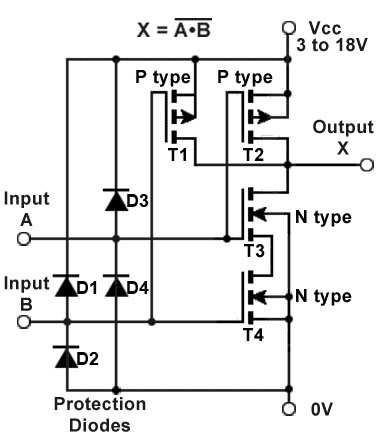 X = A•B
Vcc
3 to 18V
P type
P type
Output
X
T1
T2
D3
Input
A
N type
T3
Input
B
D1
D4
N type
T4
D2
Protection
Diodes
0V